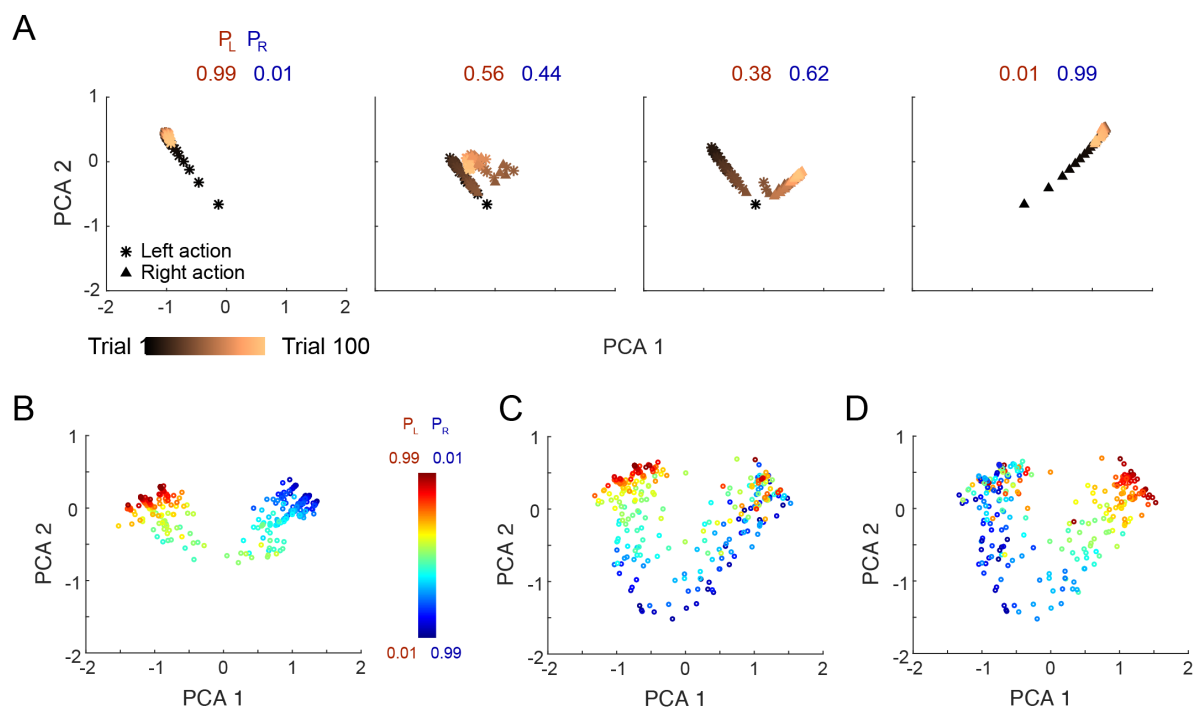 A
P_L P_R
0.99 0.01
0.56 0.44
0.38 0.62
0.01 0.99
1
0
-1
-2
PCA 2
Left action
Right action
-2 -1 0 1 2
Trial 1
Trial 100
PCA 1
B
P_L P_R
0.99 0.01
0.01 0.99
1
0
-1
-2
PCA 2
-2 -1 0 1 2
PCA 1
C
1
0
-1
-2
PCA 2
-2 -1 0 1 2
PCA 1
D
1
0
-1
-2
PCA 2
-2 -1 0 1 2
PCA 1